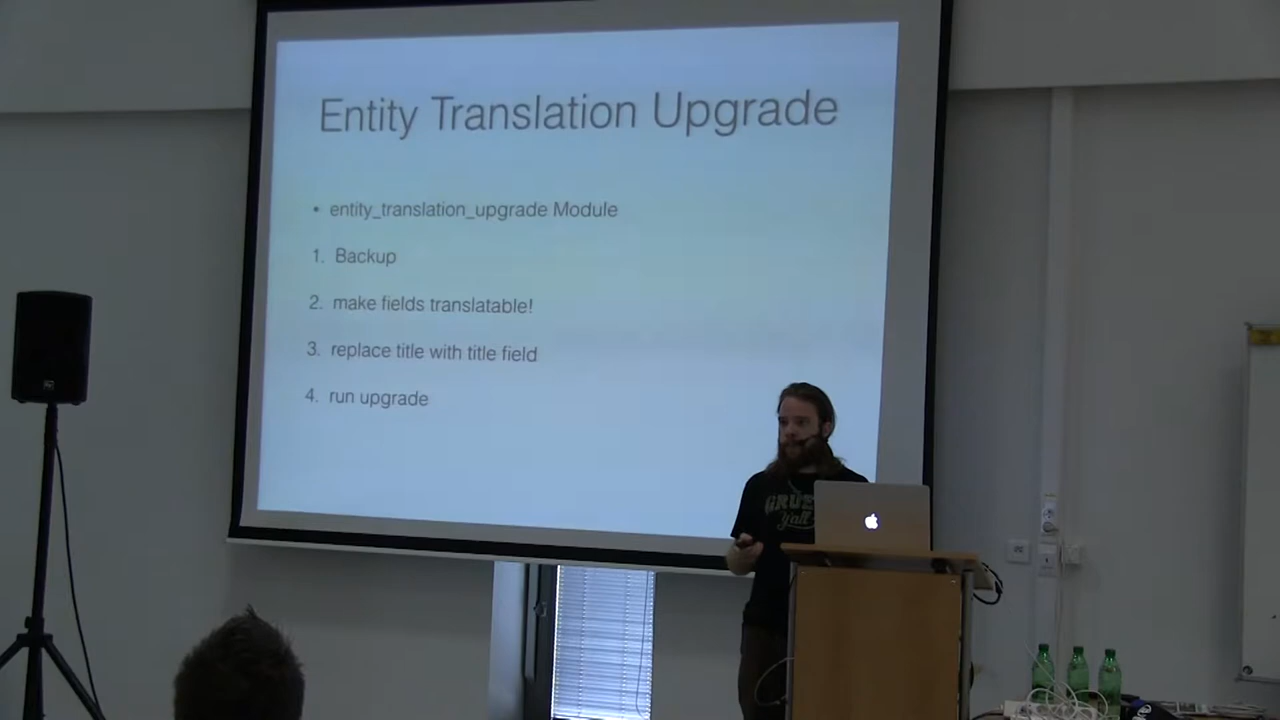 Entity Translation Upgrade
• entity_translation_upgrade Module
1. Backup
2. make fields translatable!
3. replace title with title field
4. run upgrade
y'all